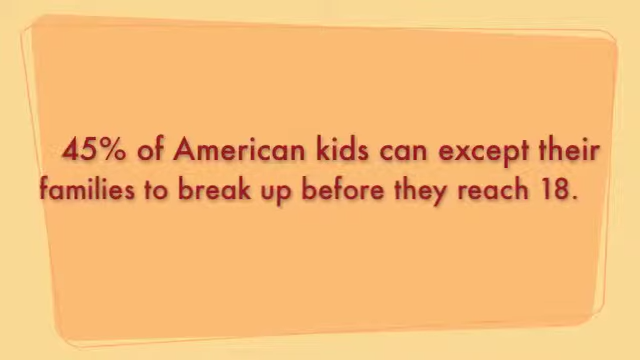 45% of American kids can except their
families to break up before they reach 18.